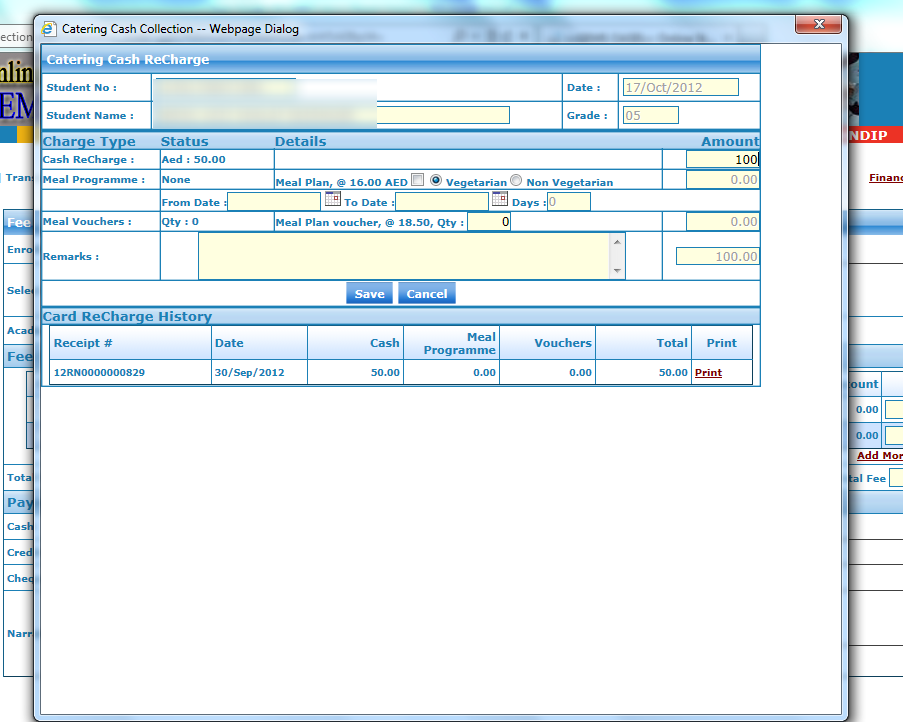 Catering Cash Collection -- Webpage Dialog
Catering Cash ReCharge
Student No :
Date : 17/Oct/2012
Student Name :
Grade : 05
Charge Type Status Details Amount
Cash ReCharge : Aed : 50.00 100
Meal Programme : None Meal Plan, @ 16.00 AED Vegetarian Non Vegetarian 0.00
From Date : To Date : Days : 0
Meal Vouchers : Qty : 0 Meal Plan voucher, @ 18.50, Qty : 0 0.00
Remarks : 100.00
Save Cancel
Card ReCharge History
Receipt # Date Cash Meal Programme Vouchers Total Print
12RN0000000829 30/Sep/2012 50.00 0.00 0.00 50.00 Print
ection
nlin
EM
NDIP
Trans
Financ
Fee
Enro
Selec
Acad
Fee
ount
0.00
0.00
Add Mor
Tota
tal Fee
Pay
Cash
Cred
Chec
Narr